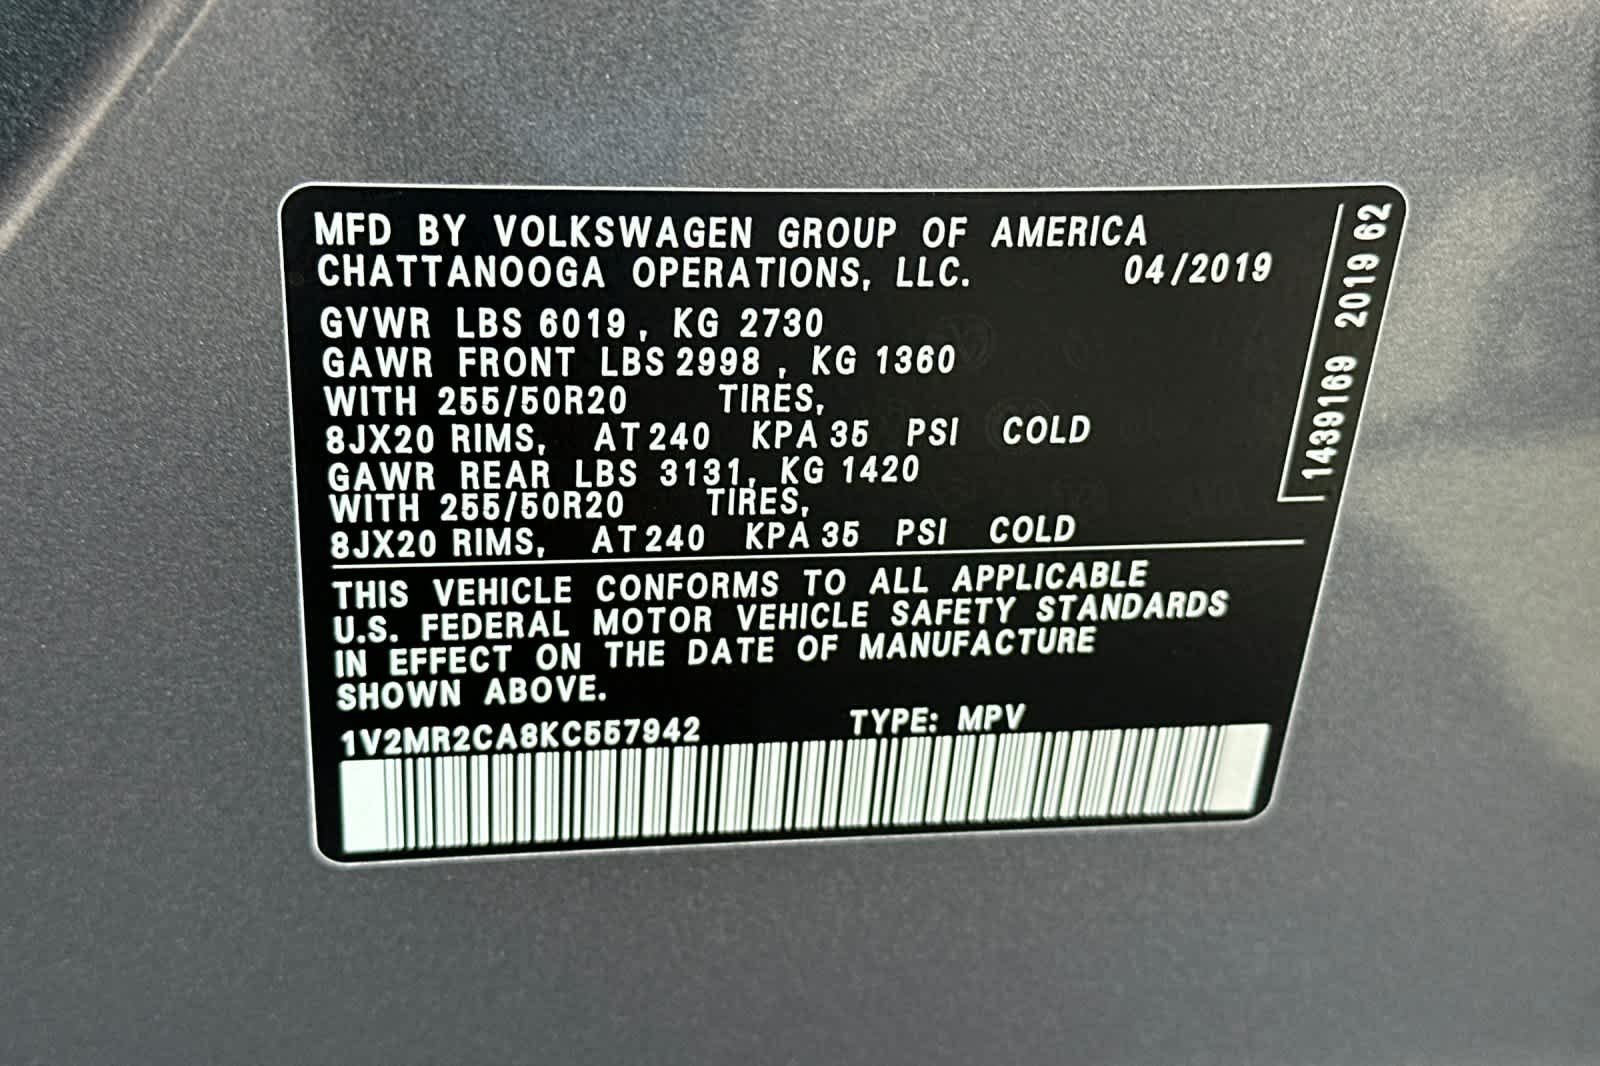 MFD BY VOLKSWAGEN GROUP OF AMERICA
CHATTANOOGA OPERATIONS, LLC. 04/2019
GVWR LBS 6019, KG 2730
GAWR FRONT LBS 2998, KG 1360
WITH 255/50R20 TIRES,
8JX20 RIMS, AT 240 KPA 35 PSI COLD
GAWR REAR LBS 3131, KG 1420
WITH 255/50R20 TIRES,
8JX20 RIMS, AT 240 KPA 35 PSI COLD
THIS VEHICLE CONFORMS TO ALL APPLICABLE
U.S. FEDERAL MOTOR VEHICLE SAFETY STANDARDS
IN EFFECT ON THE DATE OF MANUFACTURE
SHOWN ABOVE.
1V2MR2CA8KC557942 TYPE: MPV
1439169 2019 62